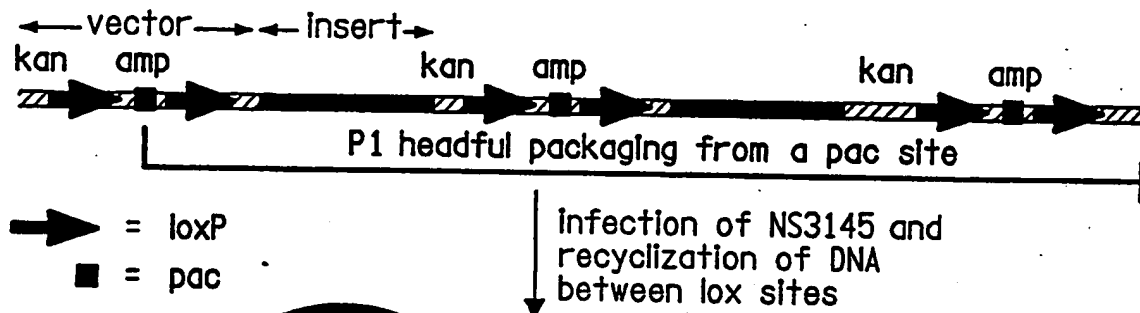 vector insert
kan amp kan amp kan amp
P1 headful packaging from a pac site
= loxP
= pac
infection of NS3145 and
recyclization of DNA
between lox sites